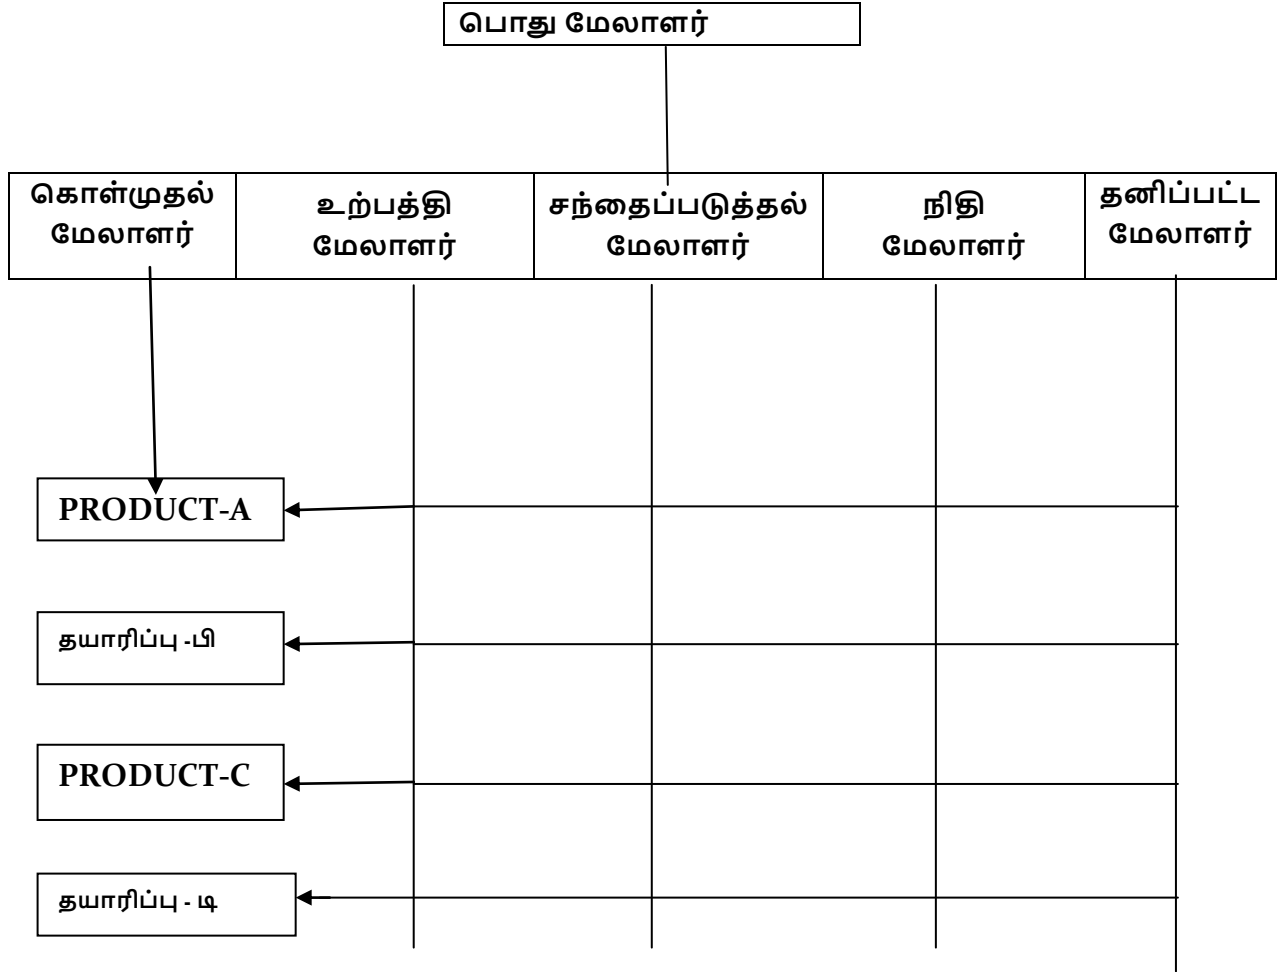 பொது மேலாளர்
கொள்முதல்
மேலாளர்
உற்பத்தி
மேலாளர்
சந்தைப்படுத்தல்
மேலாளர்
நிதி
மேலாளர்
தனிப்பட்ட
மேலாளர்
PRODUCT-A
தயாரிப்பு -பி
PRODUCT-C
தயாரிப்பு - டி